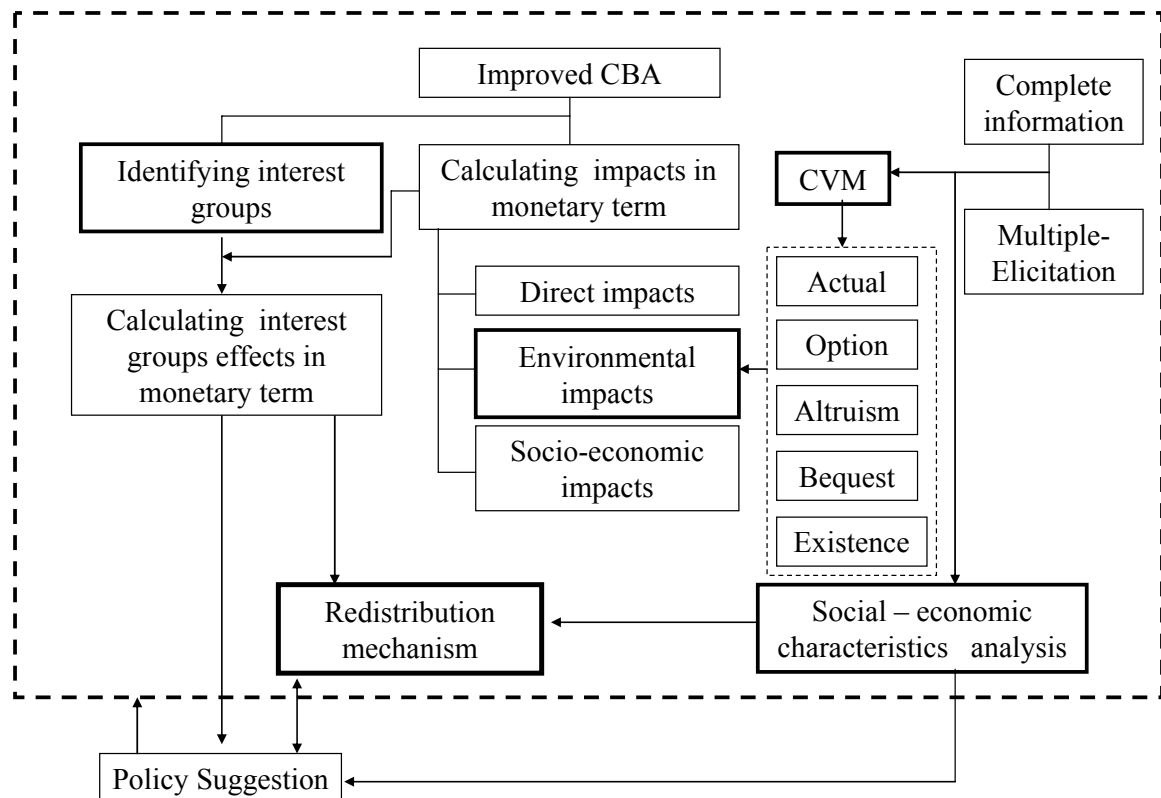 Improved CBA
Complete
information
Identifying interest
groups
Calculating impacts in
monetary term
CVM
Multiple-
Elicitation
Direct impacts
Actual
Calculating interest
groups effects in
monetary term
Environmental
impacts
Option
Altruism
Socio-economic
impacts
Bequest
Existence
Redistribution
mechanism
Social – economic
characteristics analysis
Policy Suggestion